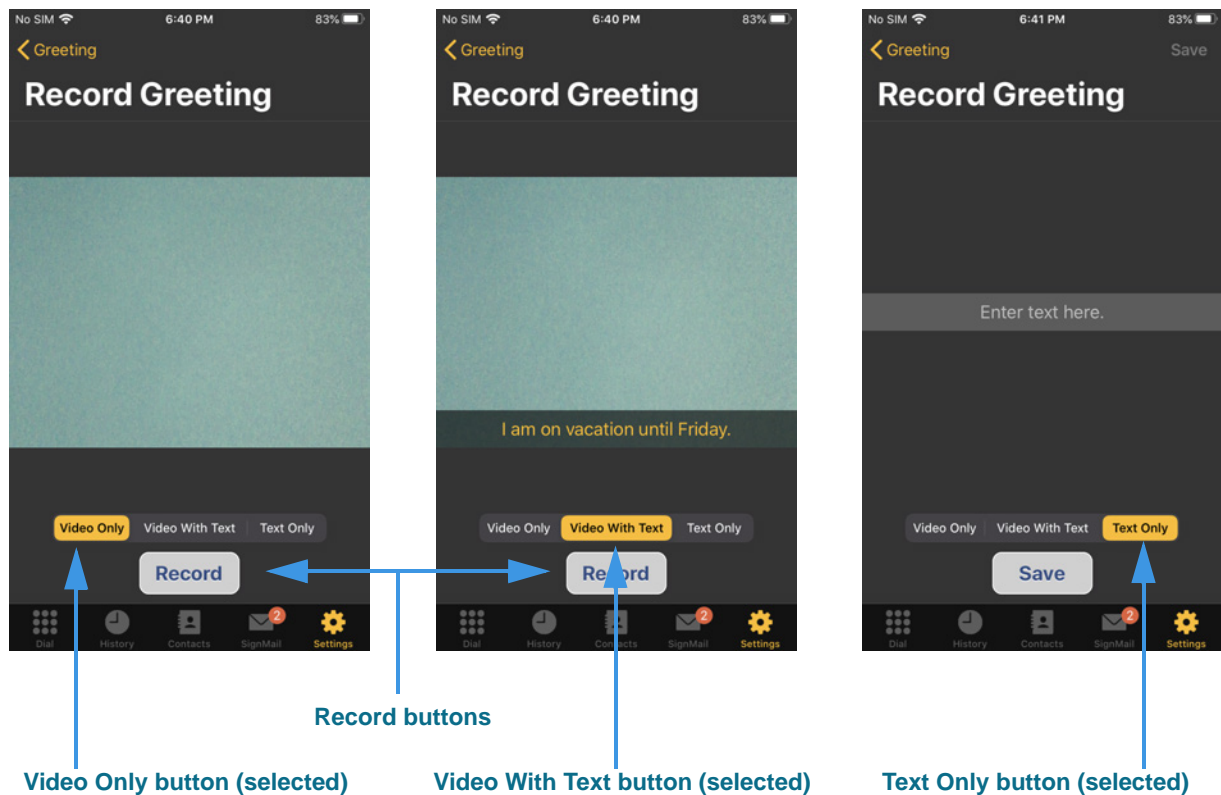 No SIM 6:40 PM 83%
Greeting
Record Greeting
Video Only Video With Text Text Only
Record
2
Dial History Contacts SignMail Settings
No SIM 6:40 PM 83%
Greeting
Record Greeting
I am on vacation until Friday.
Video Only Video With Text Text Only
Record
2
Dial History Contacts SignMail Settings
No SIM 6:41 PM 83%
Greeting Save
Record Greeting
Enter text here.
Video Only Video With Text Text Only
Save
2
Dial History Contacts SignMail Settings
Record buttons
Video Only button (selected)
Video With Text button (selected)
Text Only button (selected)